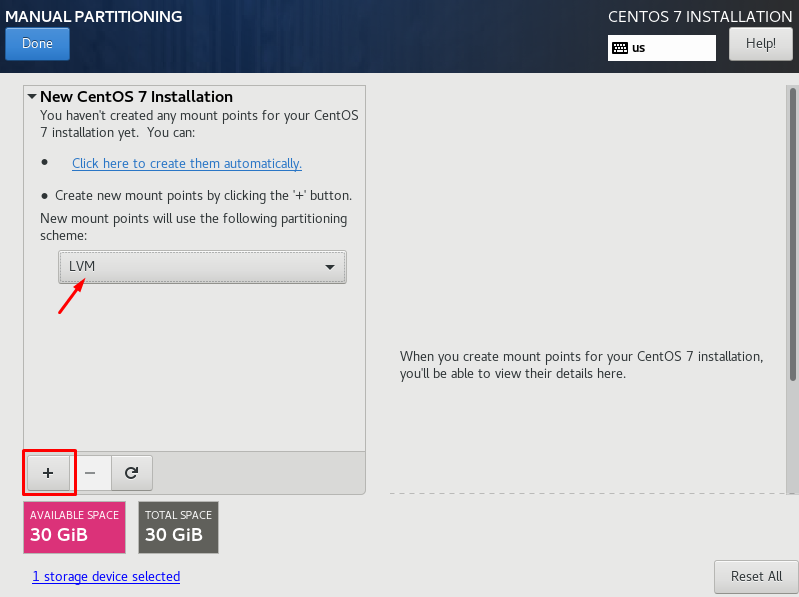 MANUAL PARTITIONING
CENTOS 7 INSTALLATION
Done
us
Help!
New CentOS 7 Installation
You haven't created any mount points for your CentOS
7 installation yet. You can:
• Click here to create them automatically.
• Create new mount points by clicking the '+' button.
New mount points will use the following partitioning
scheme:
LVM
When you create mount points for your CentOS 7 installation,
you'll be able to view their details here.
+ −
AVAILABLE SPACE
30 GiB
TOTAL SPACE
30 GiB
1 storage device selected
Reset All